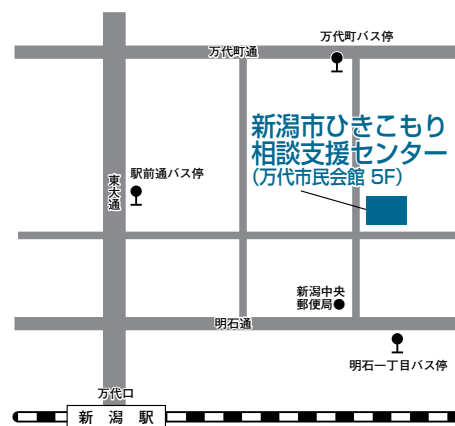 万代町バス停
万代町通
新潟市ひきこもり
相談支援センター
(万代市民会館 5F)
駅前通バス停
東大通
新潟中央
郵便局
明石通
明石一丁目バス停
万代口
新潟駅